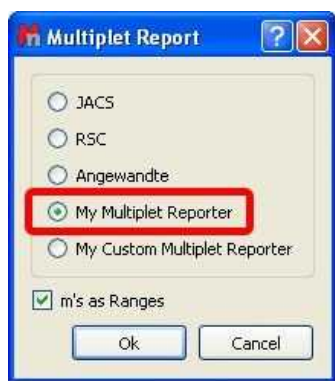 Multiplet Report
JACS
RSC
Angewandte
My Multiplet Reporter
My Custom Multiplet Reporter
m's as Ranges
Ok Cancel